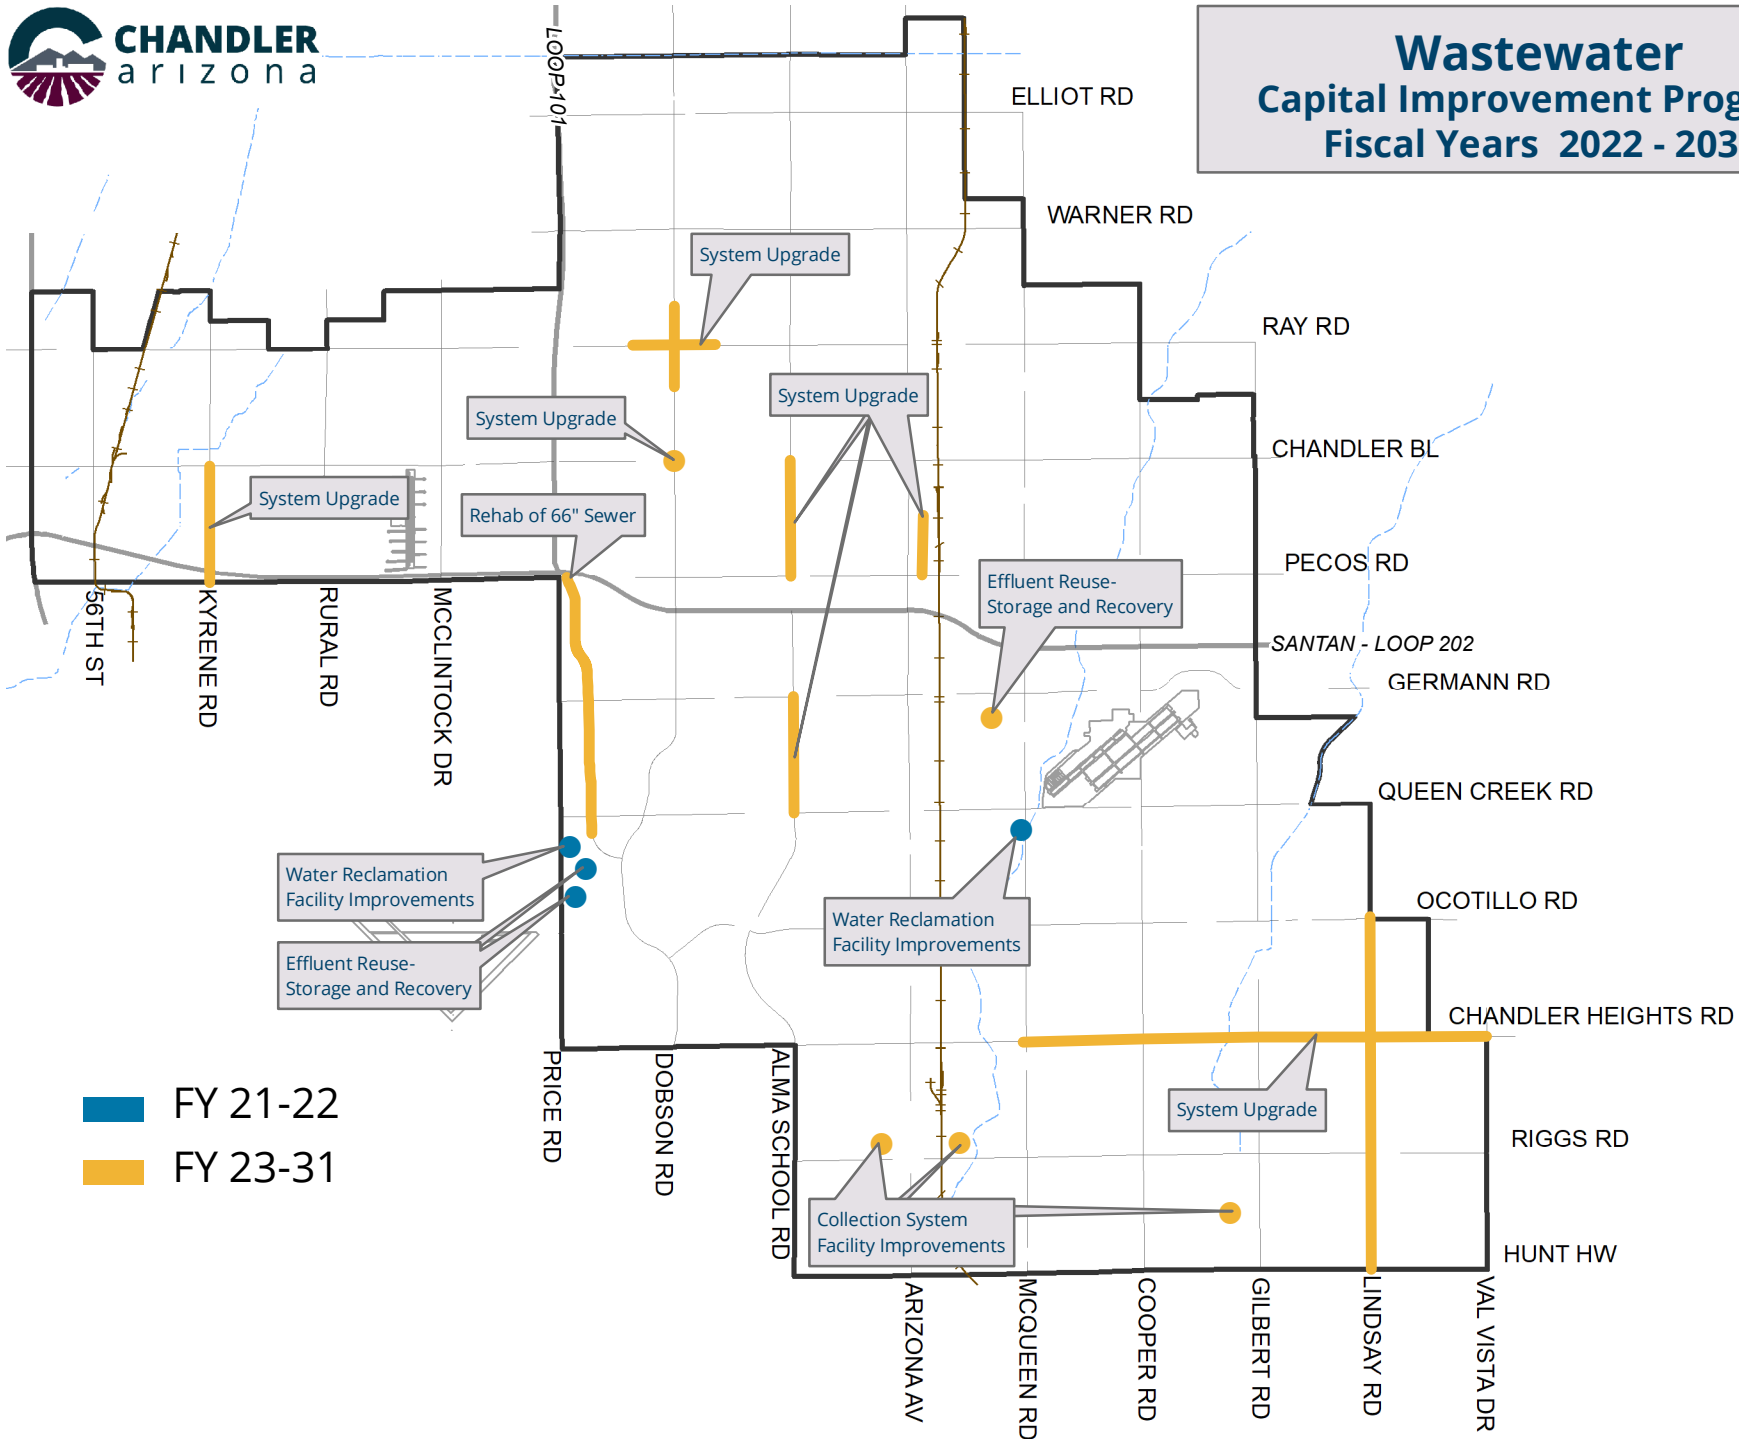 CHANDLER
arizona
Wastewater
Capital Improvement Prog
Fiscal Years 2022 - 203
LOOP 101
ELLIOT RD
WARNER RD
System Upgrade
RAY RD
System Upgrade
System Upgrade
CHANDLER BL
System Upgrade
Rehab of 66" Sewer
PECOS RD
Effluent Reuse-
Storage and Recovery
SANTAN - LOOP 202
GERMANN RD
56TH ST
KYRENE RD
RURAL RD
MCCLINTOCK DR
QUEEN CREEK RD
Water Reclamation
Facility Improvements
OCOTILLO RD
Water Reclamation
Facility Improvements
Effluent Reuse-
Storage and Recovery
CHANDLER HEIGHTS RD
PRICE RD
DOBSON RD
ALMA SCHOOL RD
System Upgrade
FY 21-22
RIGGS RD
FY 23-31
Collection System
Facility Improvements
HUNT HW
ARIZONA AV
MCQUEEN RD
COOPER RD
GILBERT RD
LINDSAY RD
VAL VISTA DR